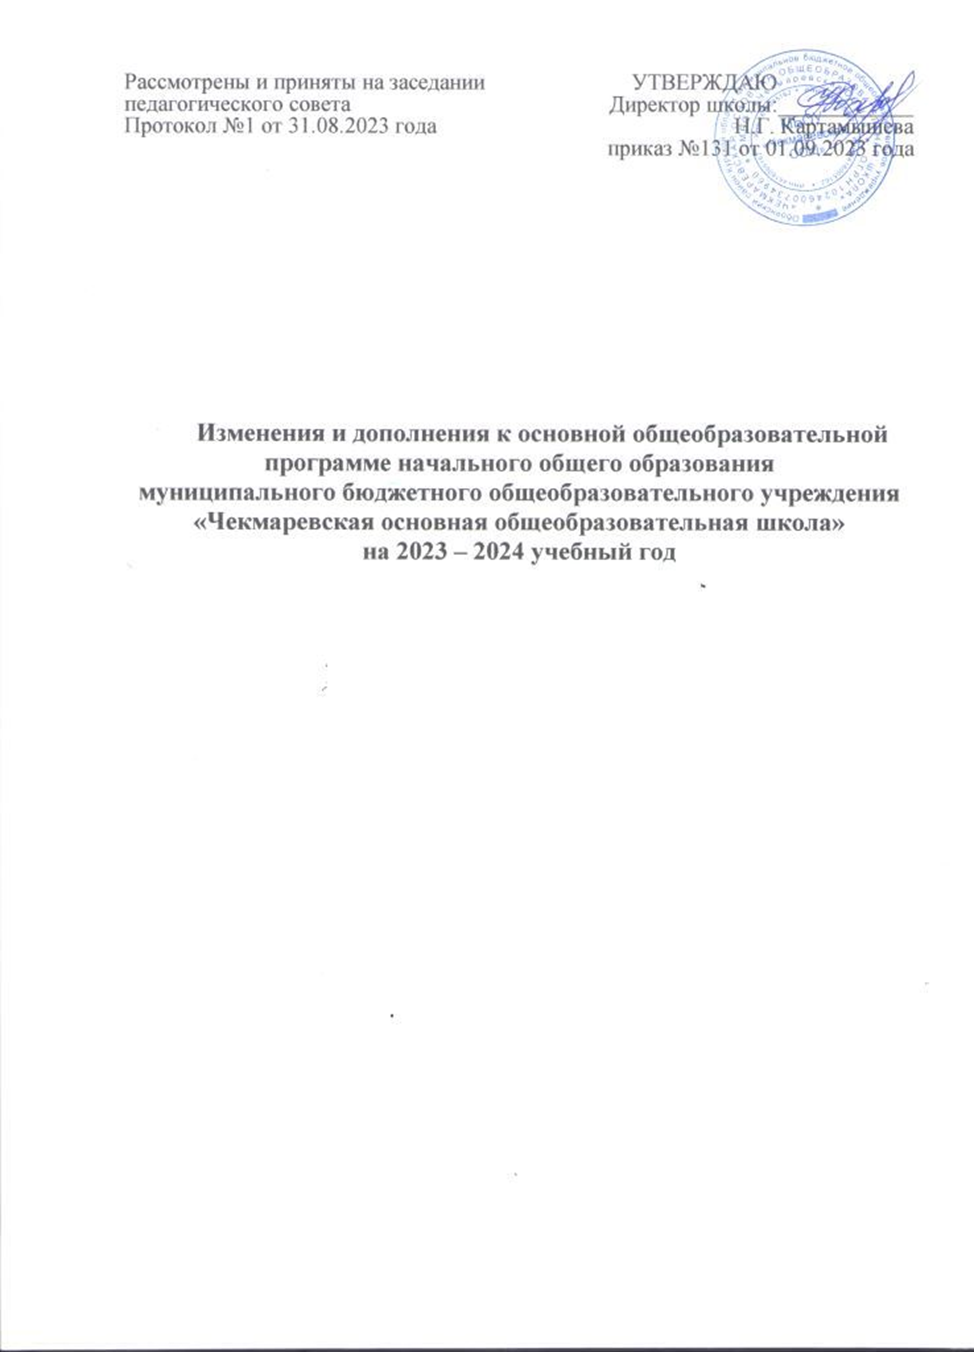 Рассмотрены и приняты на заседании
педагогического совета
Протокол №1 от 31.08.2023 года
УТВЕРЖДАЮ
Директор школы:
Н.Г. Картамышева
приказ №131 от 01.09.2023 года
Изменения и дополнения к основной общеобразовательной
программе начального общего образования
муниципального бюджетного общеобразовательного учреждения
«Чекмаревская основная общеобразовательная школа»
на 2023 – 2024 учебный год